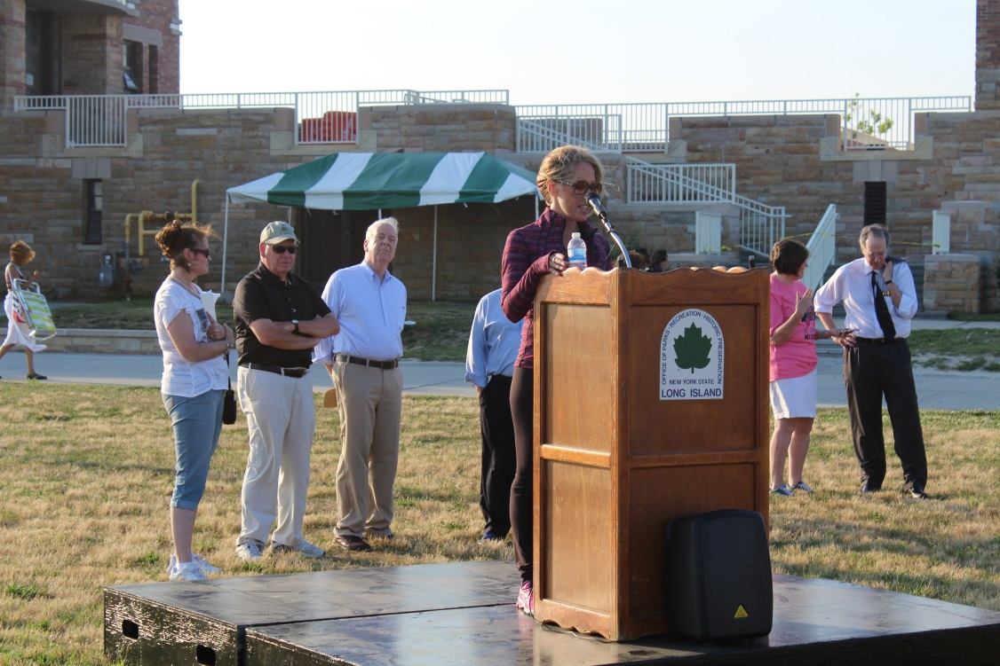 OFFICE OF PARKS • RECREATION • HISTORIC PRESERVATION
NEW YORK STATE
LONG ISLAND